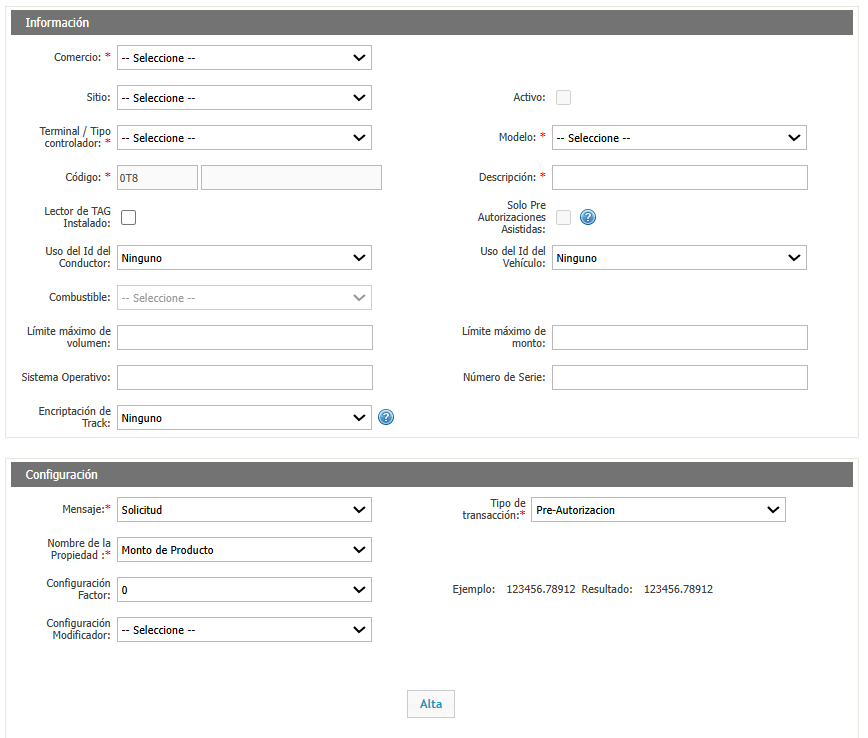 Información
Comercio: * -- Seleccione --
Sitio: -- Seleccione -- Activo:
Terminal / Tipo
controlador: * -- Seleccione -- Modelo: * -- Seleccione --
Código: * 0T8 Descripción: *
Lector de TAG
Instalado:
Solo Pre
Autorizaciones
Asistidas: ?
Uso del Id del
Conductor: Ninguno
Uso del Id del
Vehículo: Ninguno
Combustible: -- Seleccione --
Límite máximo de
volumen:
Límite máximo de
monto:
Sistema Operativo: Número de Serie:
Encriptación de
Track: Ninguno ?
Configuración
Mensaje:* Solicitud
Tipo de
transacción:* Pre-Autorizacion
Nombre de la
Propiedad :* Monto de Producto
Configuración
Factor: 0 Ejemplo: 123456.78912 Resultado: 123456.78912
Configuración
Modificador: -- Seleccione --
Alta